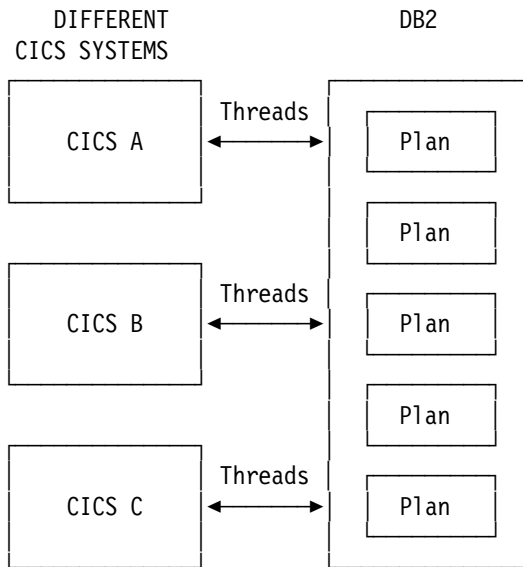 DIFFERENT
CICS SYSTEMS
DB2
Threads
CICS A
Plan
Plan
Threads
CICS B
Plan
Plan
Threads
CICS C
Plan